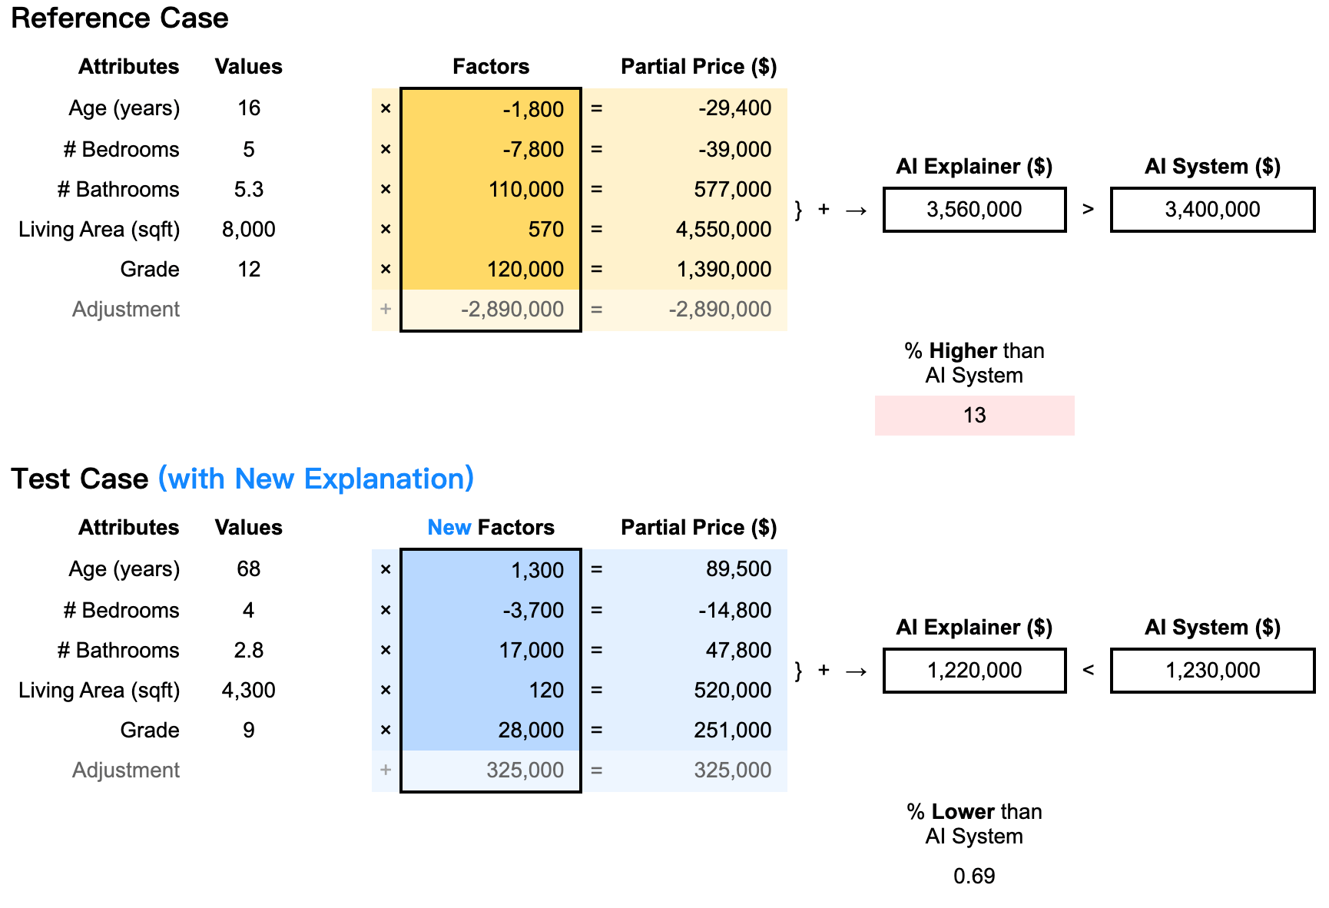 Reference Case
Attributes Values Factors Partial Price ($)
Age (years) 16 × -1,800 = -29,400
# Bedrooms 5 × -7,800 = -39,000
# Bathrooms 5.3 × 110,000 = 577,000
Living Area (sqft) 8,000 × 570 = 4,550,000
Grade 12 × 120,000 = 1,390,000
Adjustment + -2,890,000 = -2,890,000
AI Explainer ($) AI System ($)
} + → 3,560,000 > 3,400,000
% Higher than
AI System
13
Test Case (with New Explanation)
Attributes Values New Factors Partial Price ($)
Age (years) 68 × 1,300 = 89,500
# Bedrooms 4 × -3,700 = -14,800
# Bathrooms 2.8 × 17,000 = 47,800
Living Area (sqft) 4,300 × 120 = 520,000
Grade 9 × 28,000 = 251,000
Adjustment + 325,000 = 325,000
AI Explainer ($) AI System ($)
} + → 1,220,000 < 1,230,000
% Lower than
AI System
0.69